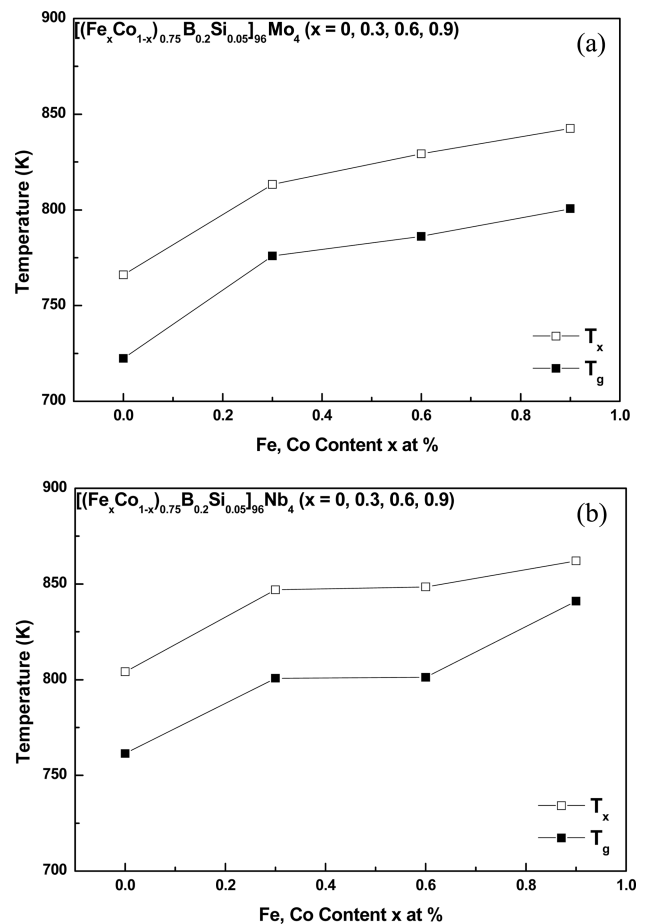 [(FeₓCo₁₋ₓ)₀.₇₅B₀.₂Si₀.₀₅]₉₆Mo₄ (x = 0, 0.3, 0.6, 0.9)
(a)
900
850
800
750
700
Temperature (K)
Tₓ
T_g
0.0 0.2 0.4 0.6 0.8 1.0
Fe, Co Content x at %
[(FeₓCo₁₋ₓ)₀.₇₅B₀.₂Si₀.₀₅]₉₆Nb₄ (x = 0, 0.3, 0.6, 0.9)
(b)
900
850
800
750
700
Temperature (K)
Tₓ
T_g
0.0 0.2 0.4 0.6 0.8 1.0
Fe, Co Content x at %